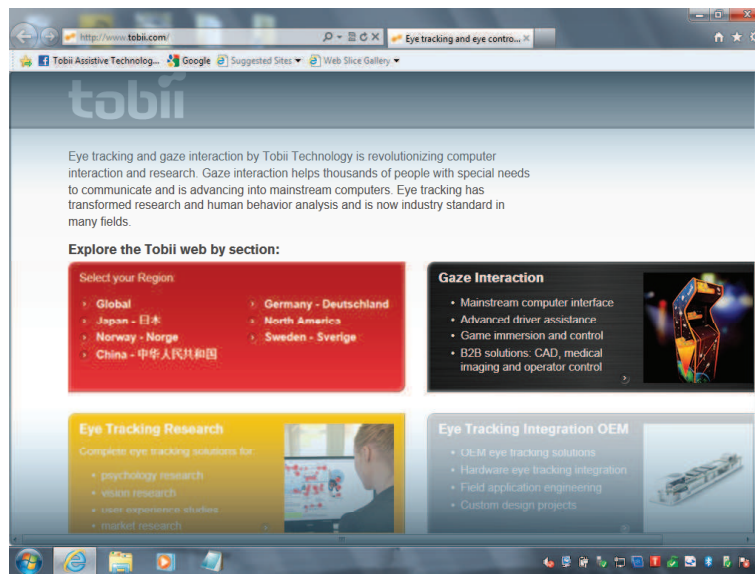 http://www.tobii.com/
Eye tracking and eye contro...
Tobii Assistive Technolog... Google Suggested Sites Web Slice Gallery
tobii
Eye tracking and gaze interaction by Tobii Technology is revolutionizing computer
interaction and research. Gaze interaction helps thousands of people with special needs
to communicate and is advancing into mainstream computers. Eye tracking has
transformed research and human behavior analysis and is now industry standard in
many fields.
Explore the Tobii web by section:
Select your Region
Global
Japan - 日本
Norway - Norge
China - 中华人民共和国
Germany - Deutschland
North America
Sweden - Sverige
Gaze Interaction
• Mainstream computer interface
• Advanced driver assistance
• Game immersion and control
• B2B solutions: CAD, medical
imaging and operator control
Eye Tracking Research
Complete eye tracking solutions for:
• psychology research
• vision research
• user experience studies
• market research
Eye Tracking Integration OEM
• OEM eye tracking solutions
• Hardware eye tracking integration
• Field application engineering
• Custom design projects